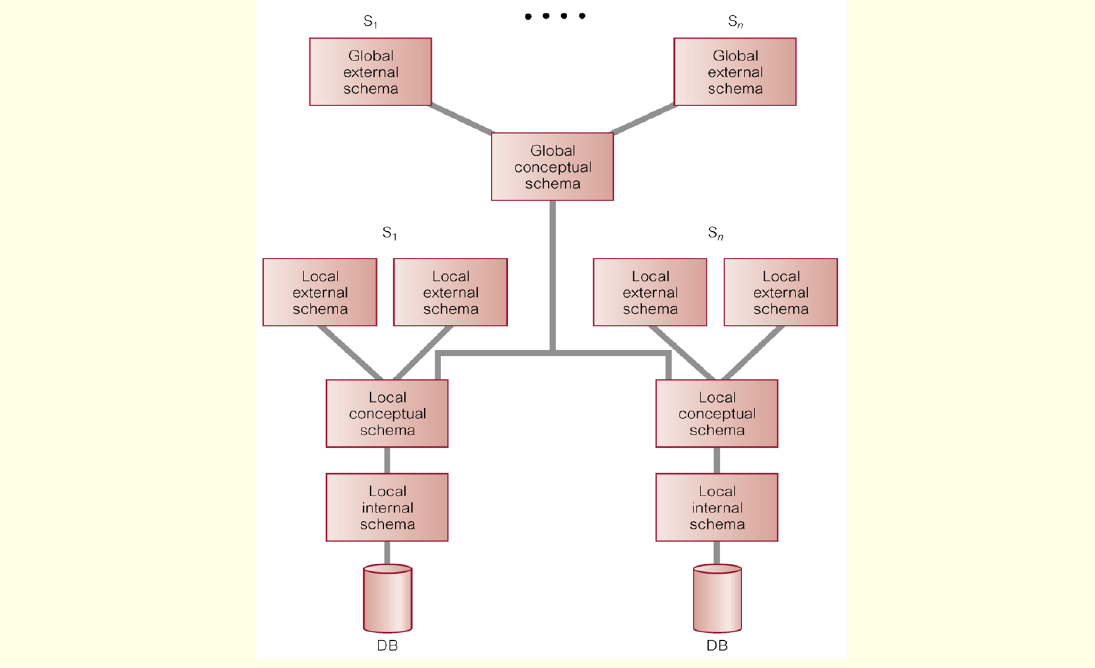 S1
• • • •
Sn
Global
external
schema
Global
external
schema
Global
conceptual
schema
S1
Sn
Local
external
schema
Local
external
schema
Local
external
schema
Local
external
schema
Local
conceptual
schema
Local
conceptual
schema
Local
internal
schema
Local
internal
schema
DB
DB